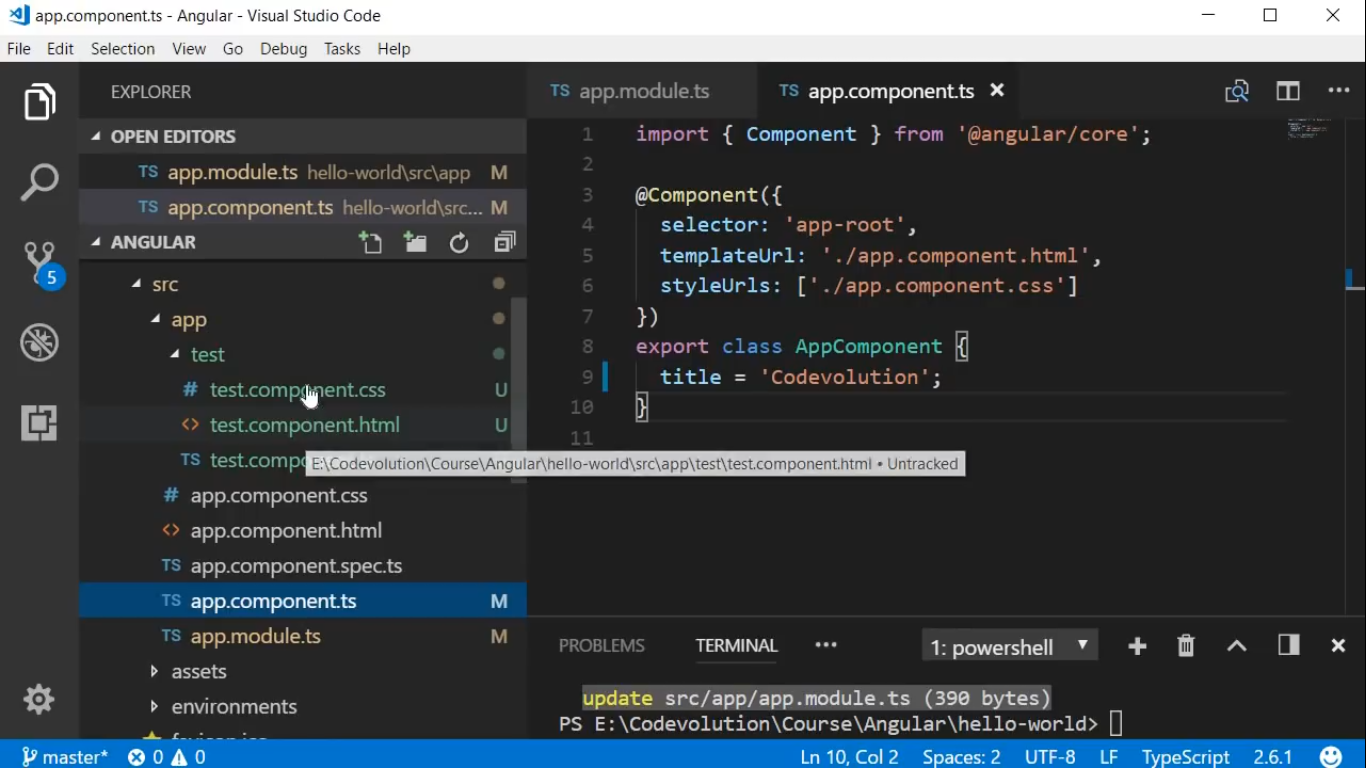 app.component.ts - Angular - Visual Studio Code
File Edit Selection View Go Debug Tasks Help
EXPLORER
OPEN EDITORS
TS app.module.ts hello-world\src\app M
TS app.component.ts hello-world\src... M
ANGULAR
5
src
app
test
# test.component.css U
<> test.component.html U
TS test.comp
E:\Codevolution\Course\Angular\hello-world\src\app\test\test.component.html • Untracked
# app.component.css
<> app.component.html
TS app.component.spec.ts
TS app.component.ts M
TS app.module.ts M
assets
environments
TS app.module.ts TS app.component.ts
1 import { Component } from '@angular/core';
2
3 @Component({
4 selector: 'app-root',
5 templateUrl: './app.component.html',
6 styleUrls: ['./app.component.css']
7 })
8 export class AppComponent {
9 title = 'Codevolution';
10 }
11
PROBLEMS TERMINAL ••• 1: powershell
update src/app/app.module.ts (390 bytes)
PS E:\Codevolution\Course\Angular\hello-world>
master* 0 0 Ln 10, Col 2 Spaces: 2 UTF-8 LF TypeScript 2.6.1